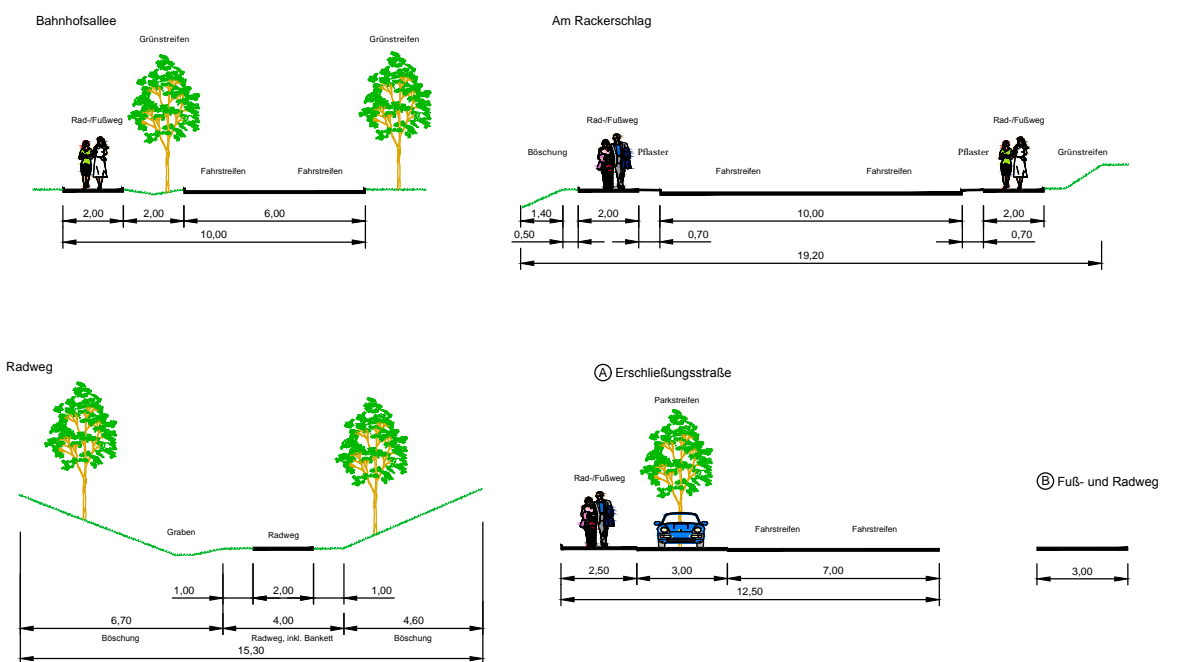 Bahnhofsallee
Grünstreifen
Grünstreifen
Rad-/Fußweg
Fahrstreifen
Fahrstreifen
2,00
2,00
6,00
10,00
Am Rackerschlag
Rad-/Fußweg
Rad-/Fußweg
Böschung
Pflaster
Pflaster
Grünstreifen
Fahrstreifen
Fahrstreifen
1,40
2,00
10,00
2,00
0,50
0,70
0,70
19,20
Radweg
Graben
Radweg
1,00
2,00
1,00
6,70
4,00
4,60
Böschung
Radweg, inkl. Bankett
Böschung
15,30
A Erschließungsstraße
Parkstreifen
Rad-/Fußweg
Fahrstreifen
Fahrstreifen
2,50
3,00
7,00
12,50
B Fuß- und Radweg
3,00